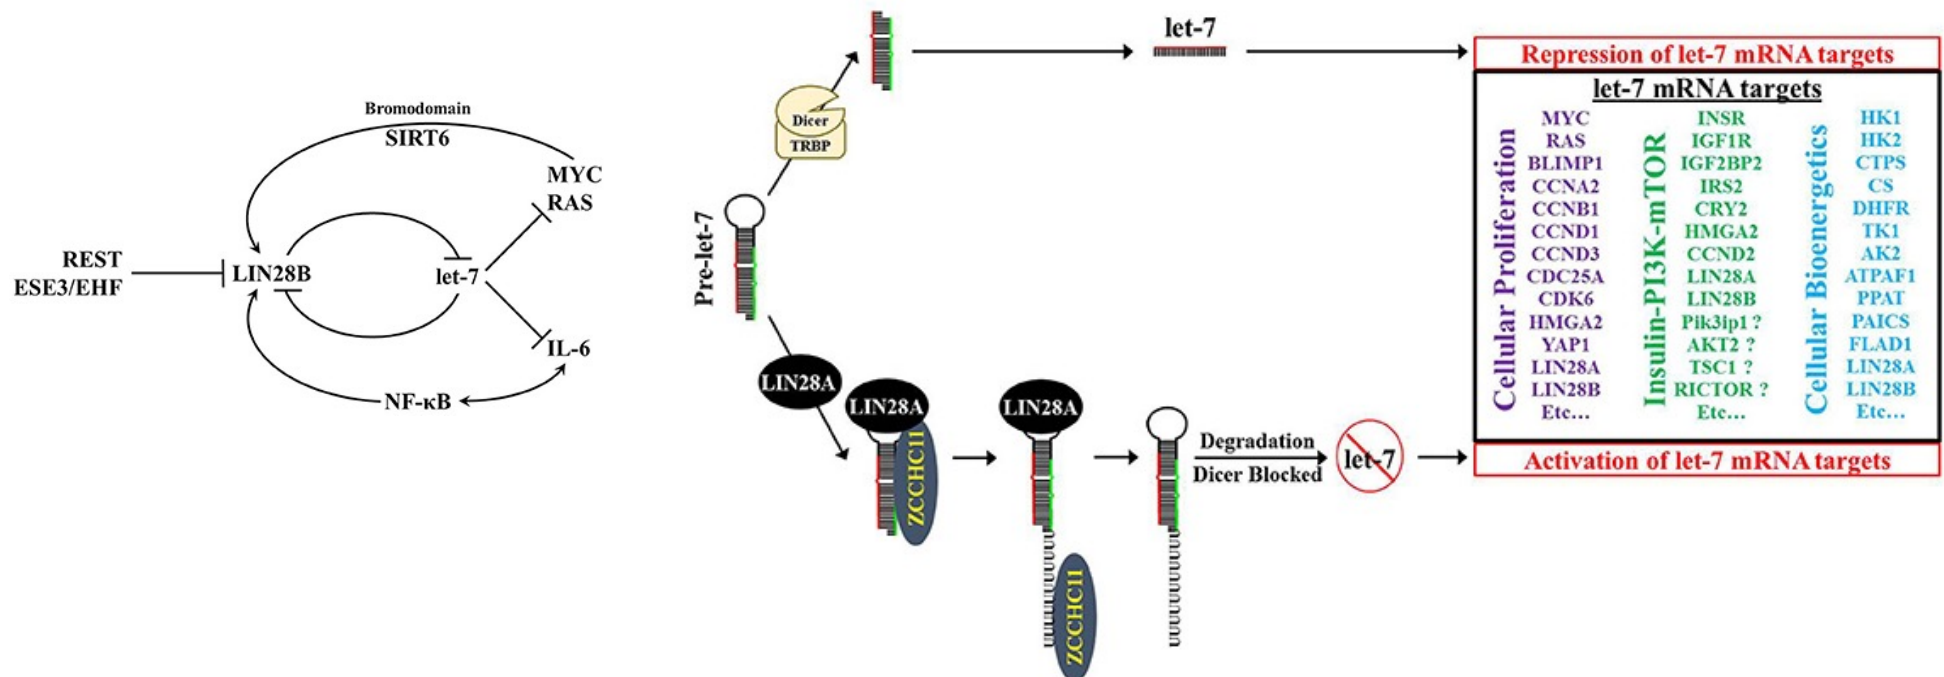 Bromodomain
SIRT6
MYC
RAS
REST
ESE3/EHF
LIN28B
let-7
IL-6
NF-κB
Pre-let-7
Dicer
TRBP
let-7
LIN28A
LIN28A
ZCCHC11
LIN28A
ZCCHC11
Degradation
Dicer Blocked
let-7
Repression of let-7 mRNA targets
let-7 mRNA targets
Cellular Proliferation
MYC
RAS
BLIMP1
CCNA2
CCNB1
CCND1
CCND3
CDC25A
CDK6
HMGA2
YAP1
LIN28A
LIN28B
Etc...
Insulin-PI3K-mTOR
INSR
IGF1R
IGF2BP2
IRS2
CRY2
HMGA2
CCND2
LIN28A
LIN28B
Pik3ip1 ?
AKT2 ?
TSC1 ?
RICTOR ?
Etc...
Cellular Bioenergetics
HK1
HK2
CTPS
CS
DHFR
TK1
AK2
ATPAF1
PPAT
PAICS
FLAD1
LIN28A
LIN28B
Etc...
Activation of let-7 mRNA targets